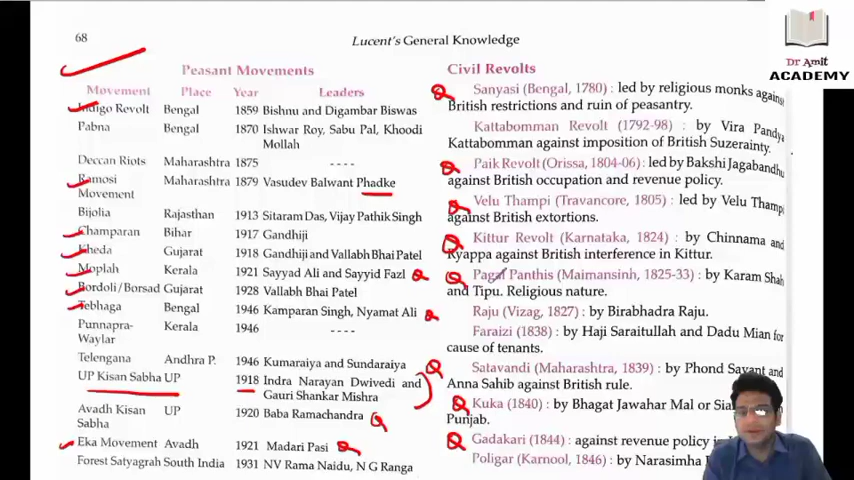 68
Lucent's General Knowledge
Peasant Movements
Movement Place Year Leaders
Indigo Revolt Bengal 1859 Bishnu and Digambar Biswas
Pabna Bengal 1870 Ishwar Roy, Sabu Pal, Khoodi
Mollah
Deccan Riots Maharashtra 1875 ----
Ramosi Maharashtra 1879 Vasudev Balwant Phadke
Movement
Bijolia Rajasthan 1913 Sitaram Das, Vijay Pathik Singh
Champaran Bihar 1917 Gandhiji
Kheda Gujarat 1918 Gandhiji and Vallabh Bhai Patel
Moplah Kerala 1921 Sayyad Ali and Sayyid Fazl
Bordoli/Borsad Gujarat 1928 Vallabh Bhai Patel
Tebhaga Bengal 1946 Kamparan Singh, Nyamat Ali
Punnapra- Kerala 1946 ----
Waylar
Telengana Andhra P. 1946 Kumaraiya and Sundaraiya
UP Kisan Sabha UP 1918 Indra Narayan Dwivedi and
Gauri Shankar Mishra
Avadh Kisan UP 1920 Baba Ramachandra
Sabha
Eka Movement Avadh 1921 Madari Pasi
Forest Satyagrah South India 1931 NV Rama Naidu, N G Ranga
Civil Revolts
Sanyasi (Bengal, 1780) : led by religious monks against
British restrictions and ruin of peasantry.
Kattabomman Revolt (1792-98) : by Vira Pandya
Kattabomman against imposition of British Suzerainty.
Paik Revolt (Orissa, 1804-06) : led by Bakshi Jagabandhu
against British occupation and revenue policy.
Velu Thampi (Travancore, 1805) : led by Velu Thampi
against British extortions.
Kittur Revolt (Karnataka, 1824) : by Chinnama and
Ryappa against British interference in Kittur.
Pagal Panthis (Maimansinh, 1825-33) : by Karam Shah
and Tipu. Religious nature.
Raju (Vizag, 1827) : by Birabhadra Raju.
Faraizi (1838) : by Haji Saraitullah and Dadu Mian for
cause of tenants.
Satavandi (Maharashtra, 1839) : by Phond Savant and
Anna Sahib against British rule.
Kuka (1840) : by Bhagat Jawahar Mal or
Punjab.
Gadakari (1844) : against revenue policy
Poligar (Karnool, 1846) : by Narasimha
Dr Amit
ACADEMY